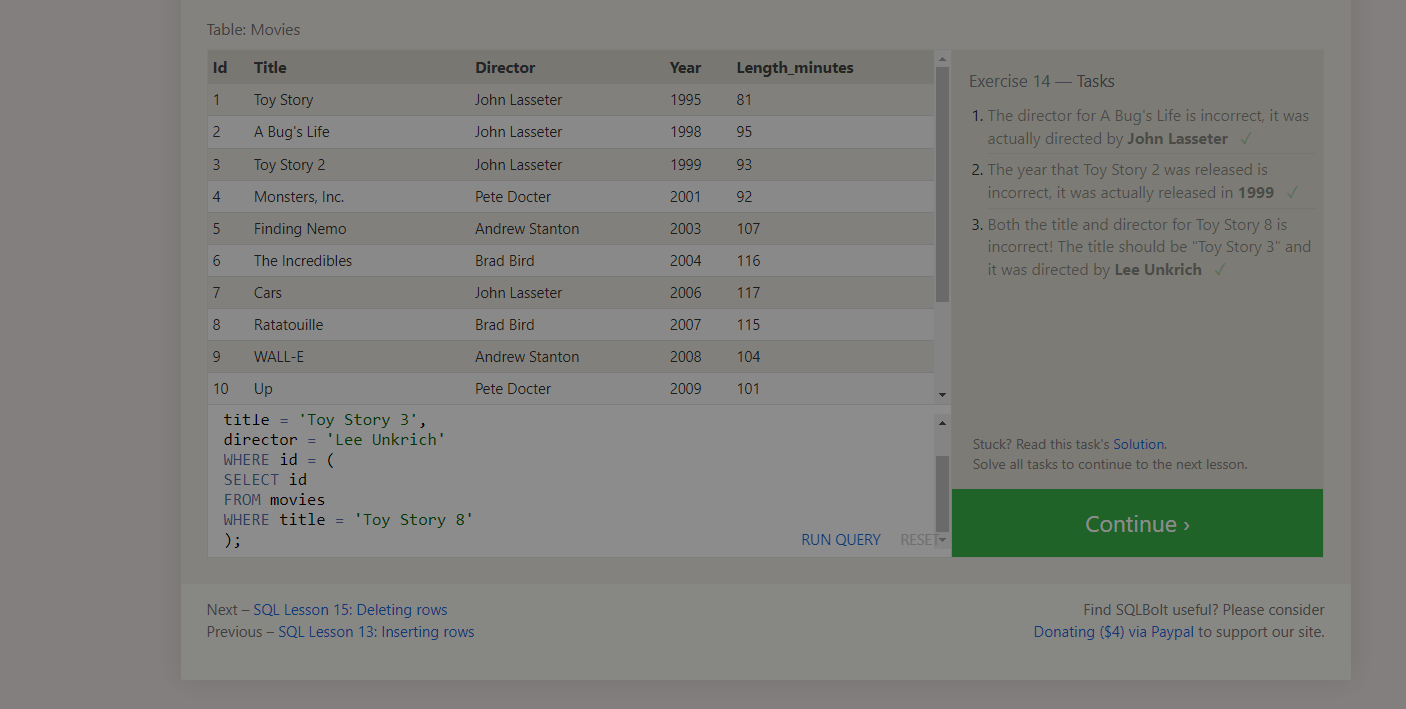 Table: Movies
Id Title Director Year Length_minutes
1 Toy Story John Lasseter 1995 81
2 A Bug's Life John Lasseter 1998 95
3 Toy Story 2 John Lasseter 1999 93
4 Monsters, Inc. Pete Docter 2001 92
5 Finding Nemo Andrew Stanton 2003 107
6 The Incredibles Brad Bird 2004 116
7 Cars John Lasseter 2006 117
8 Ratatouille Brad Bird 2007 115
9 WALL-E Andrew Stanton 2008 104
10 Up Pete Docter 2009 101
title = 'Toy Story 3',
director = 'Lee Unkrich'
WHERE id = (
SELECT id
FROM movies
WHERE title = 'Toy Story 8'
);
RUN QUERY RESET
Exercise 14 — Tasks
1. The director for A Bug's Life is incorrect, it was
actually directed by John Lasseter ✓
2. The year that Toy Story 2 was released is
incorrect, it was actually released in 1999 ✓
3. Both the title and director for Toy Story 8 is
incorrect! The title should be "Toy Story 3" and
it was directed by Lee Unkrich ✓
Stuck? Read this task's Solution.
Solve all tasks to continue to the next lesson.
Continue ›
Next – SQL Lesson 15: Deleting rows
Previous – SQL Lesson 13: Inserting rows
Find SQLBolt useful? Please consider
Donating ($4) via Paypal to support our site.